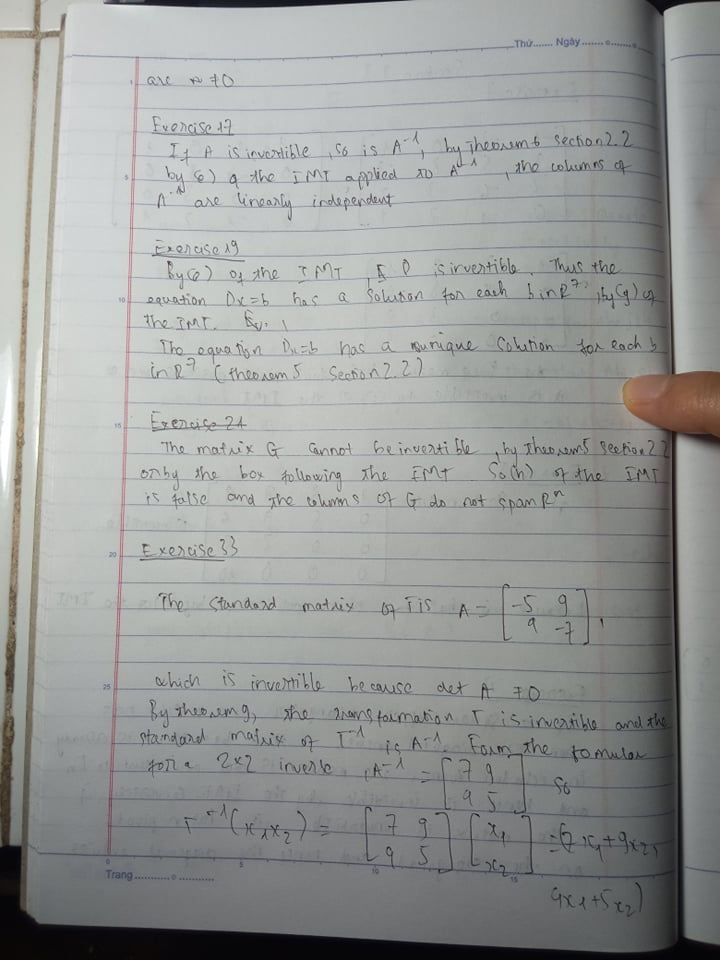 Thứ....... Ngày.......
are ≠0
Exercise 17
If A is invertible, so is A⁻¹, by Theorem 6 section 2.2
by e) of the IMT applied to A⁻¹, the columns of
A⁻¹ are linearly independent
Exercise 19
By (e) of the IMT, D is invertible. Thus the
equation Dx=b has a solution for each b in R⁷, by (g) of
the IMT.
The equation Dx=b has a unique solution for each b
in R⁷ (theorem 5 Section 2.2)
Exercise 21
The matrix G cannot be invertible, by Theorem 5 section 2.2
or by the box following the IMT So (h) of the IMT
is false and the columns of G do not span Rⁿ
Exercise 33
The standard matrix of T is A = [-5 9
9 -7],
which is invertible because det A ≠0
By theorem 9, the transformation T is invertible and the
standard matrix of T⁻¹ is A⁻¹. From the fomular
for a 2×2 inverse, A⁻¹ = [7 9
9 5] so
T⁻¹(x₁x₂) = [7 9
9 5] [x₁
x₂] = (7x₁+9x₂,
9x₁+5x₂)
Trang